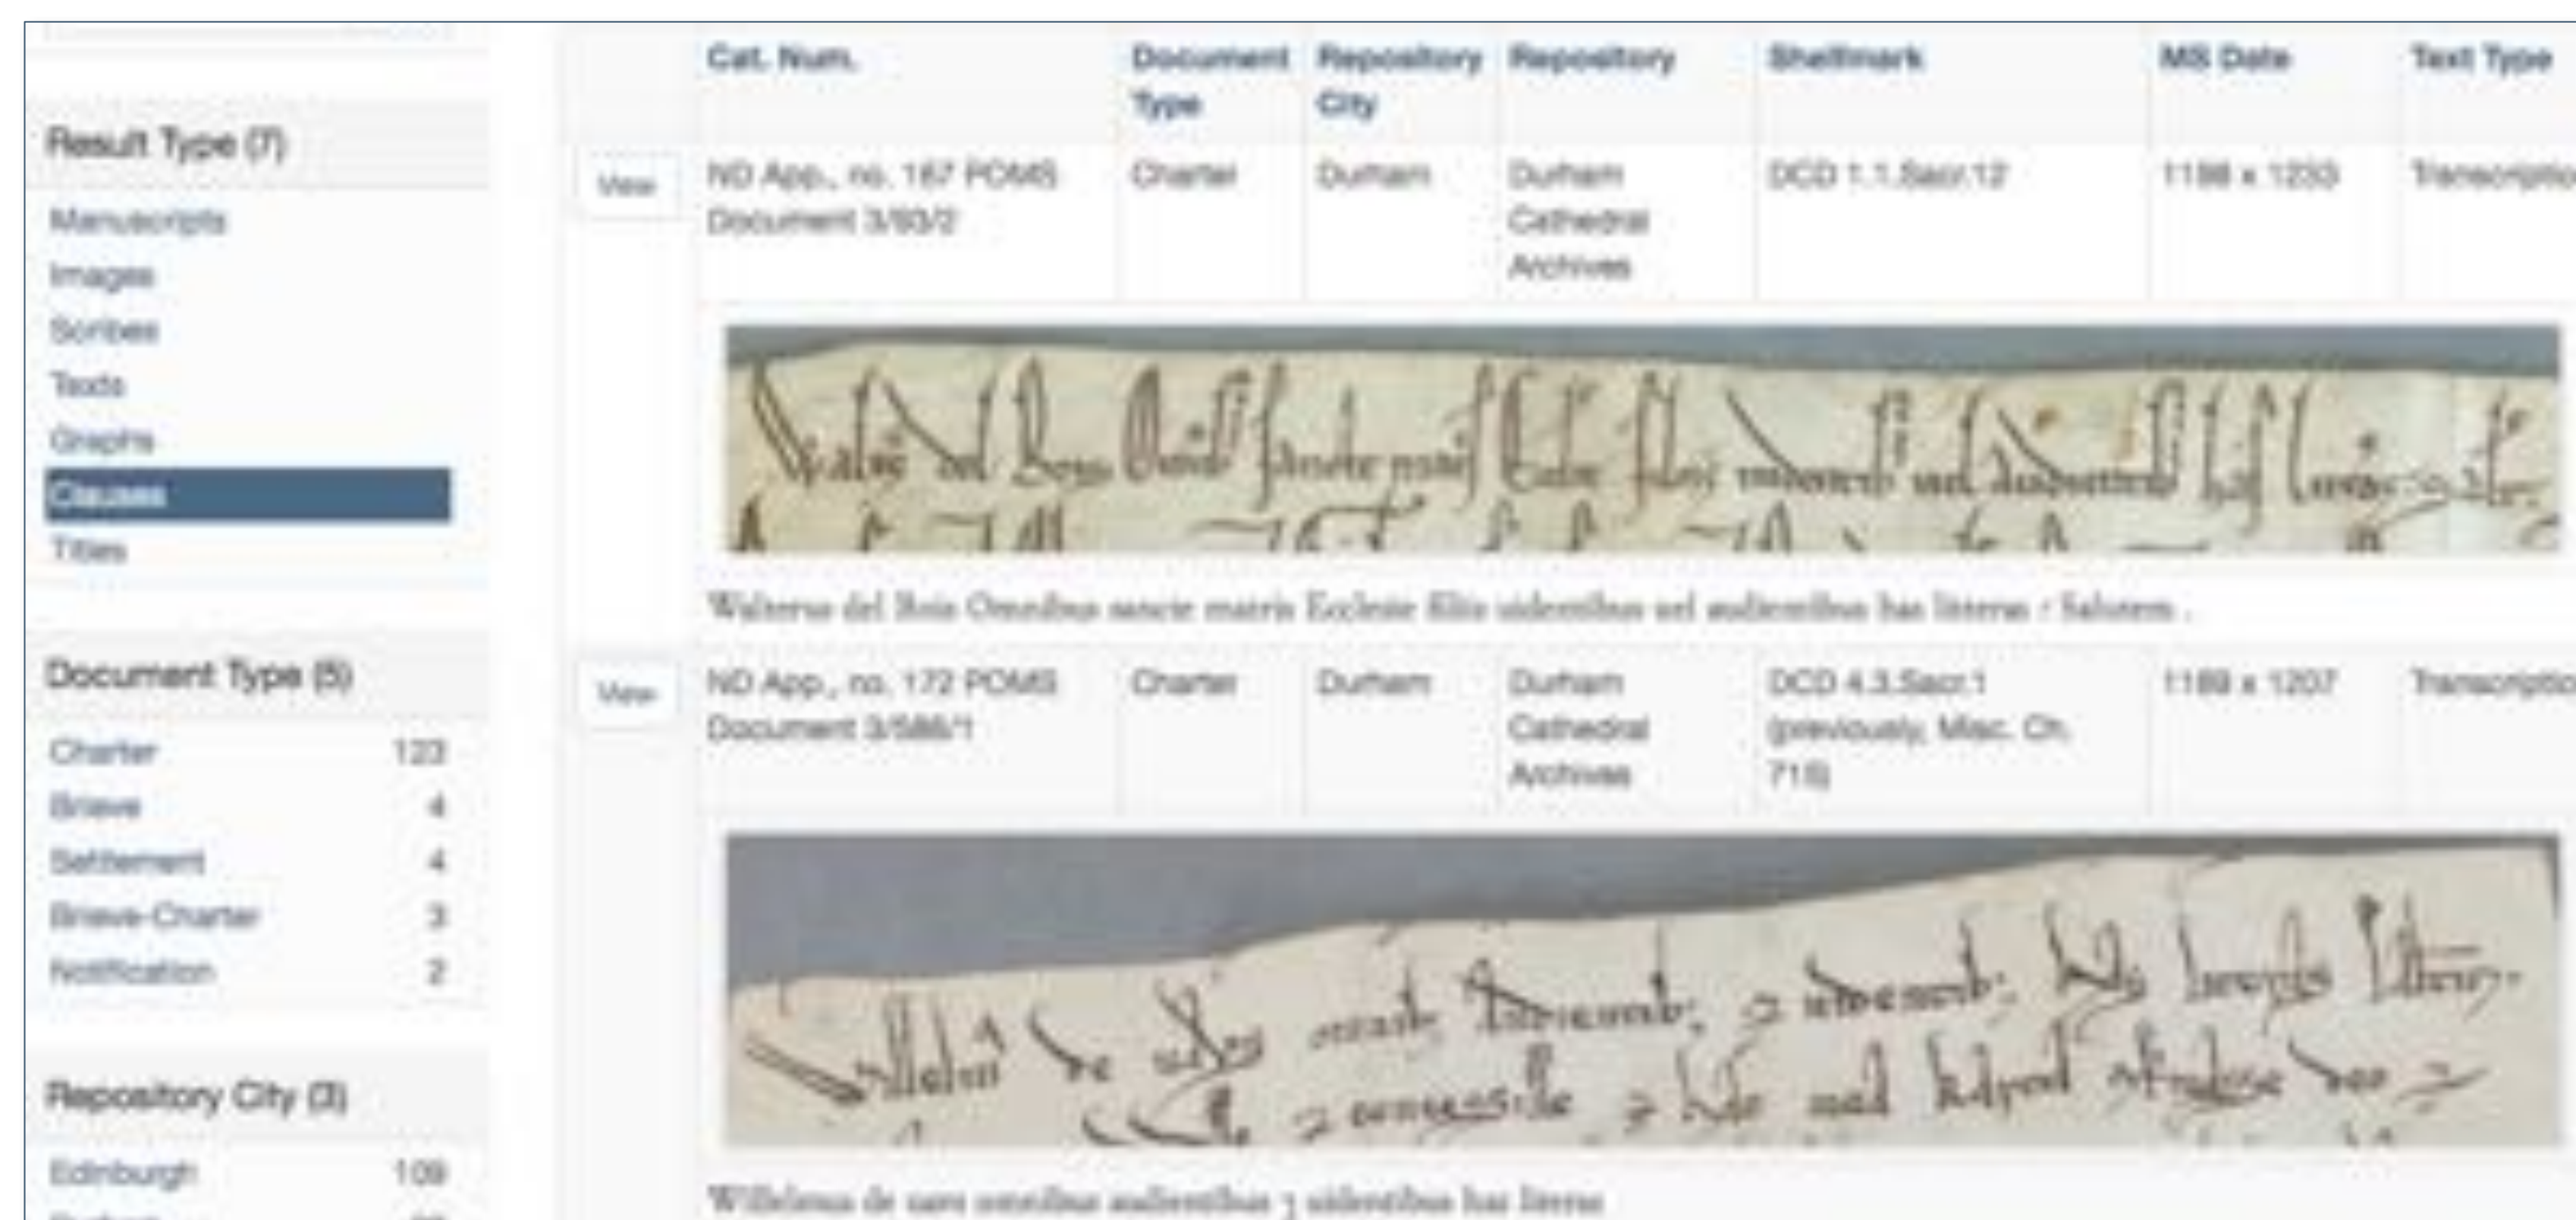 Result Type (7)
Manuscripts
Images
Scribes
Texts
Graphs
Clauses
Titles
Document Type (5)
Charter 123
Brieve 4
Settlement 4
Brieve-Charter 3
Notification 2
Repository City (3)
Edinburgh 109
Cat. Num. Document Type Repository City Repository Shelfmark MS Date Text Type
View
ND App., no. 167 POMS
Document 3/93/2
Charter
Durham
Durham
Cathedral
Archives
DCD 1.1.Sacr.12
1198 x 1233
Walterus del Bois Omnibus sancte matris Ecclesie filiis uidentibus uel audientibus has litteras : Salutem .
View
ND App., no. 172 POMS
Document 3/588/1
Charter
Durham
Durham
Cathedral
Archives
DCD 4.3.Sacr.1
(previously, Misc. Ch.
715)
1189 x 1207
Willelmus de omnibus audientibus ⁊ uidentibus has literas